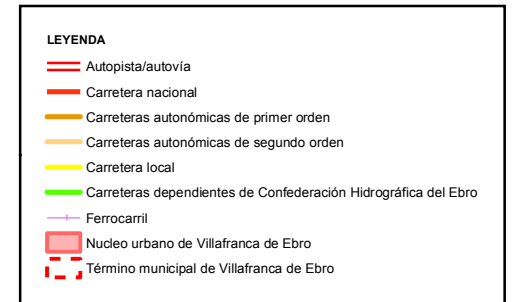 LEYENDA
Autopista/autovía
Carretera nacional
Carreteras autonómicas de primer orden
Carreteras autonómicas de segundo orden
Carretera local
Carreteras dependientes de Confederación Hidrográfica del Ebro
Ferrocarril
Nucleo urbano de Villafranca de Ebro
Término municipal de Villafranca de Ebro